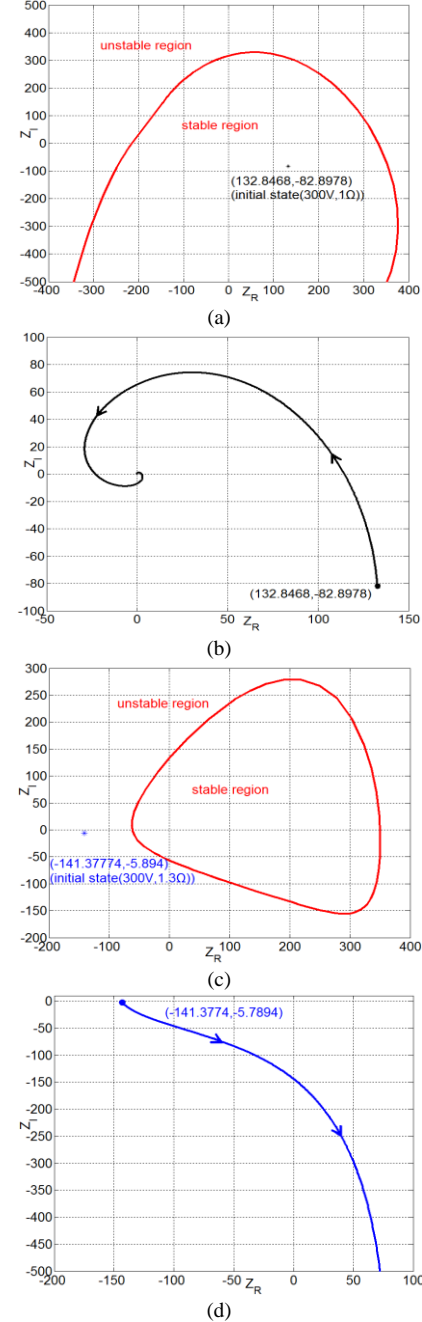 500
400
300
200
100
0
-100
-200
-300
-400
-500
Z_I
unstable region
stable region
(132.8468,-82.8978)
(initial state(300V,1Ω))
-400 -300 -200 -100 0 100 200 300 400
Z_R
(a)
100
80
60
40
20
0
-20
-40
-60
-80
-100
Z_I
(132.8468,-82.8978)
-50 0 50 100 150
Z_R
(b)
300
250
200
150
100
50
0
-50
-100
-150
-200
Z_I
unstable region
stable region
(-141.37774,-5.894)
(initial state(300V,1.3Ω))
-200 -100 0 100 200 300 400
Z_R
(c)
0
-50
-100
-150
-200
-250
-300
-350
-400
-450
-500
Z_I
(-141.3774,-5.7894)
-200 -150 -100 -50 0 50 100
Z_R
(d)